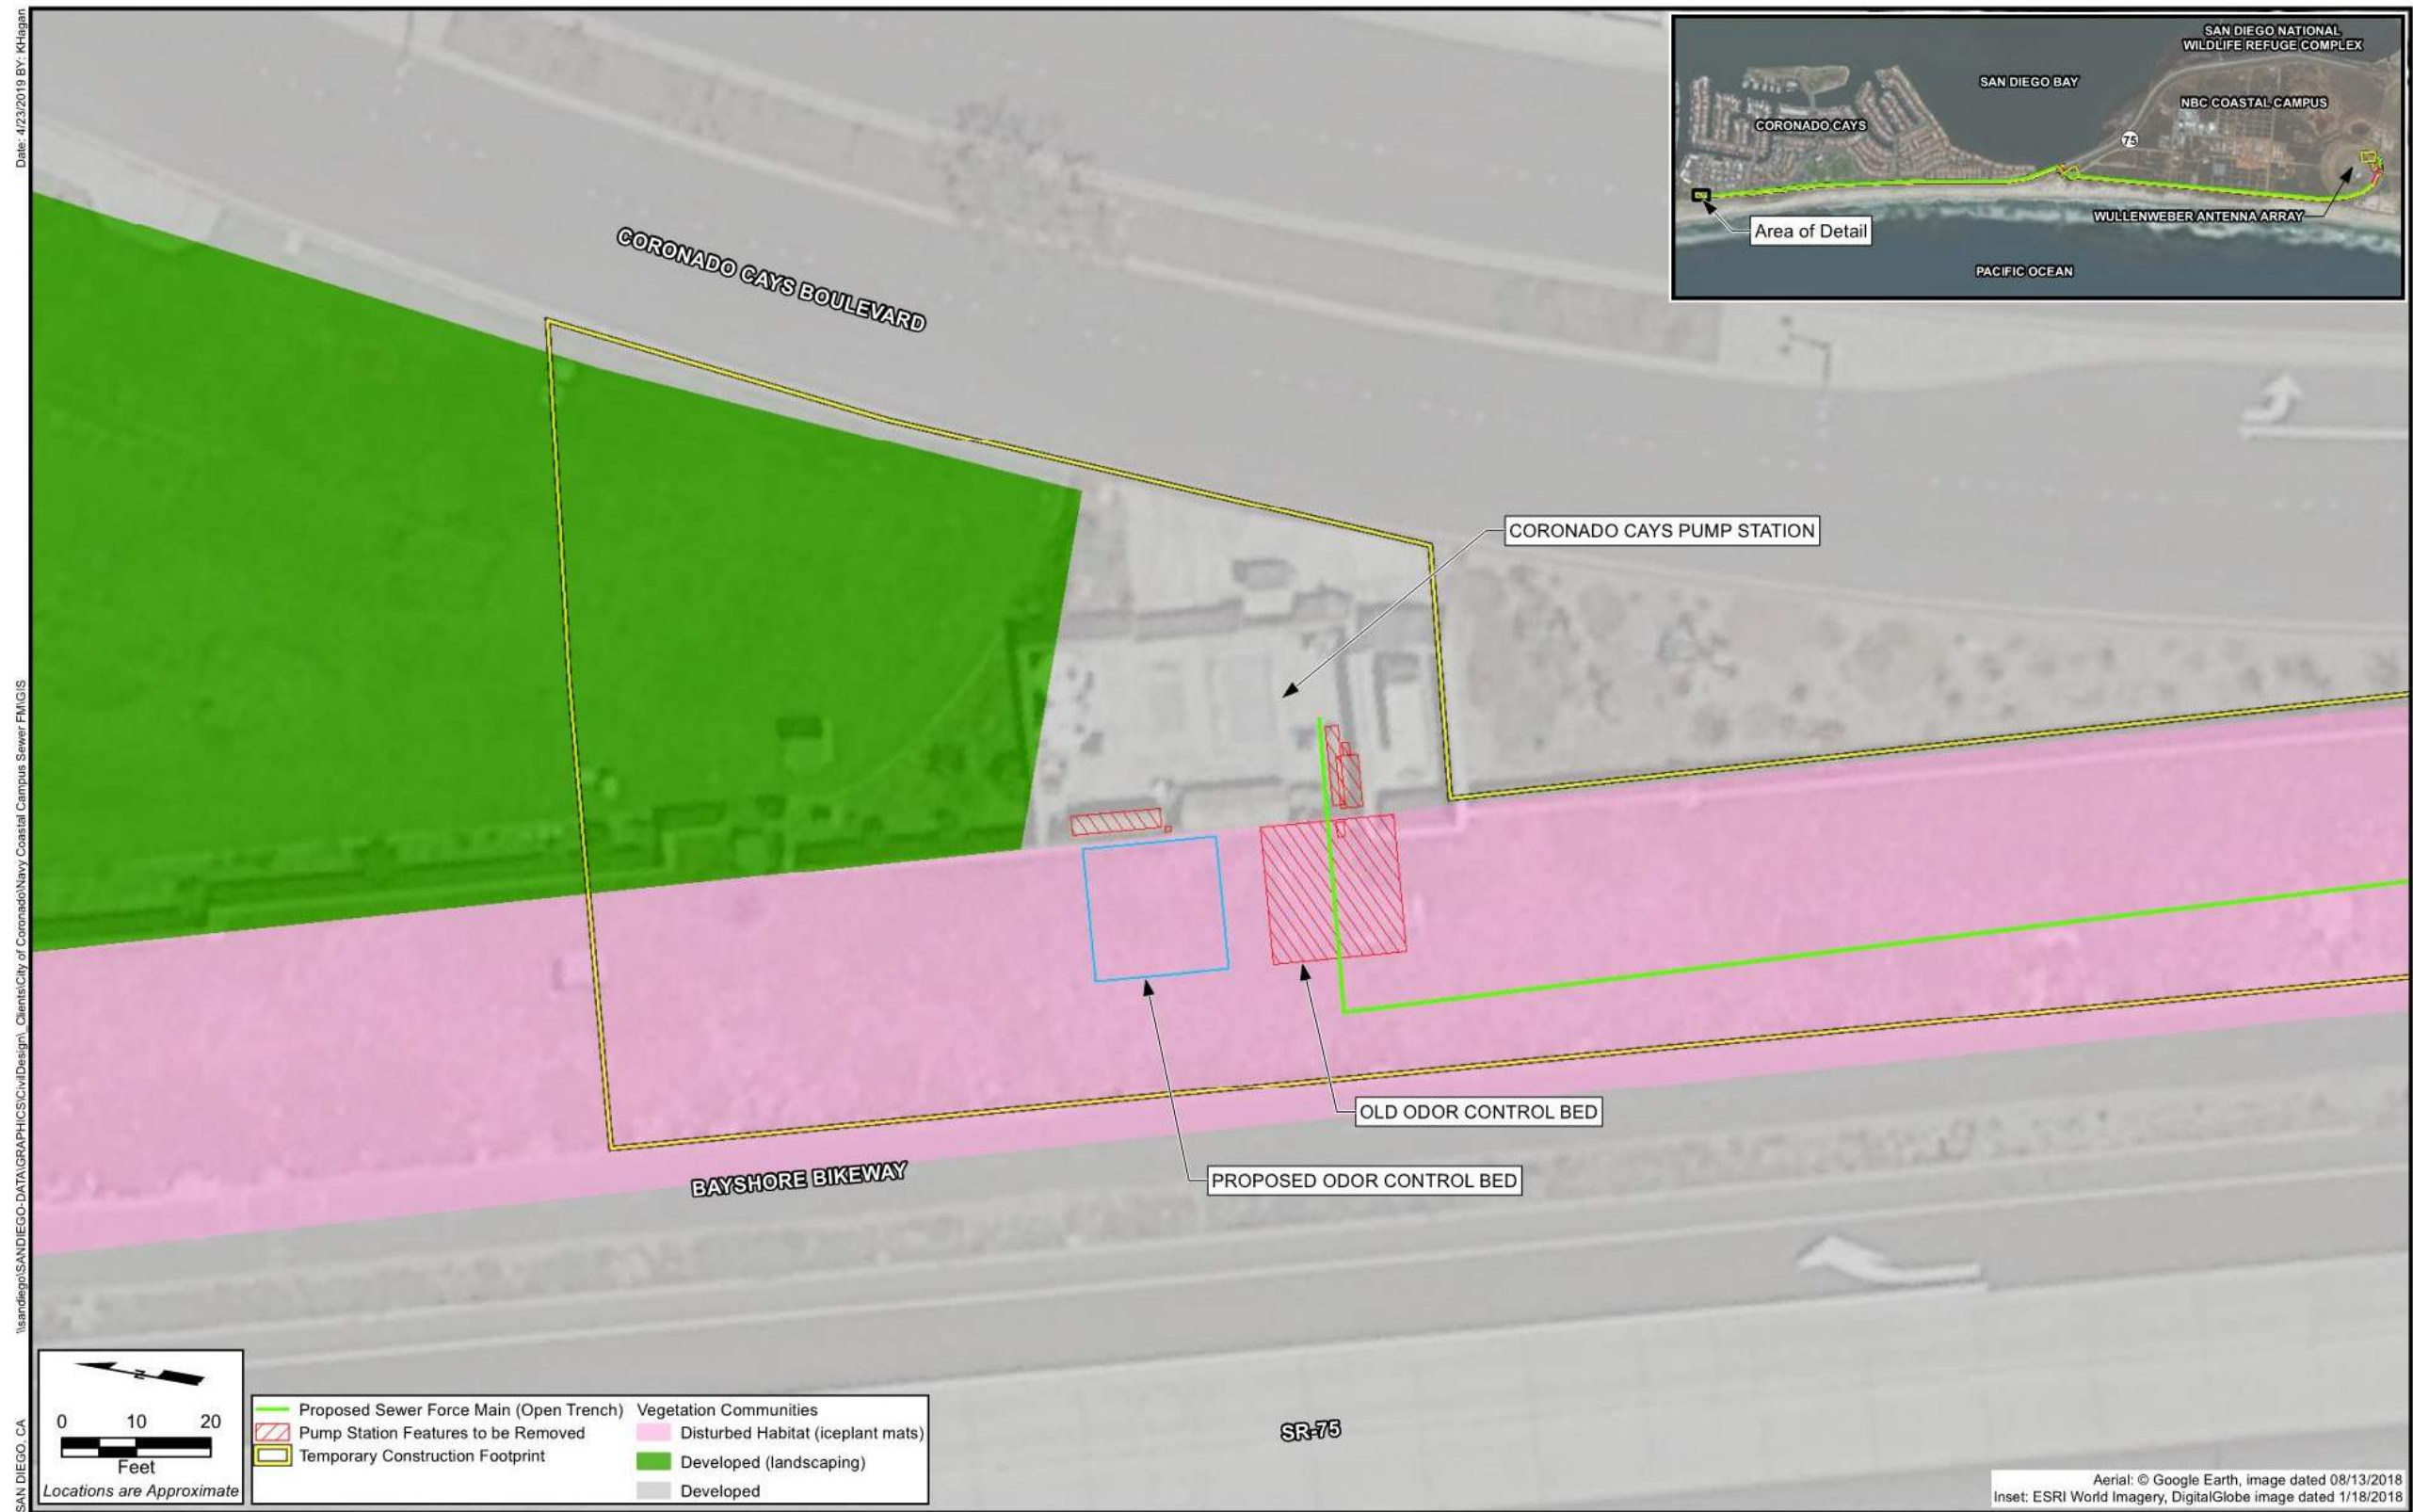 Date: 4/23/2019 BY: KHagan
\\sandiego\SANDIEGO-DATA\GRAPHICS\CivilDesign\_Clients\City of Coronado\Navy Coastal Campus Sewer FM\GIS
SAN DIEGO, CA
SAN DIEGO NATIONAL
WILDLIFE REFUGE COMPLEX
SAN DIEGO BAY
NBC COASTAL CAMPUS
CORONADO CAYS
75
WULLENWEBER ANTENNA ARRAY
Area of Detail
PACIFIC OCEAN
CORONADO CAYS BOULEVARD
CORONADO CAYS PUMP STATION
OLD ODOR CONTROL BED
PROPOSED ODOR CONTROL BED
BAYSHORE BIKEWAY
SR-75
N
0 10 20
Feet
Locations are Approximate
Proposed Sewer Force Main (Open Trench)
Pump Station Features to be Removed
Temporary Construction Footprint
Vegetation Communities
Disturbed Habitat (iceplant mats)
Developed (landscaping)
Developed
Aerial: © Google Earth, image dated 08/13/2018
Inset: ESRI World Imagery, DigitalGlobe image dated 1/18/2018